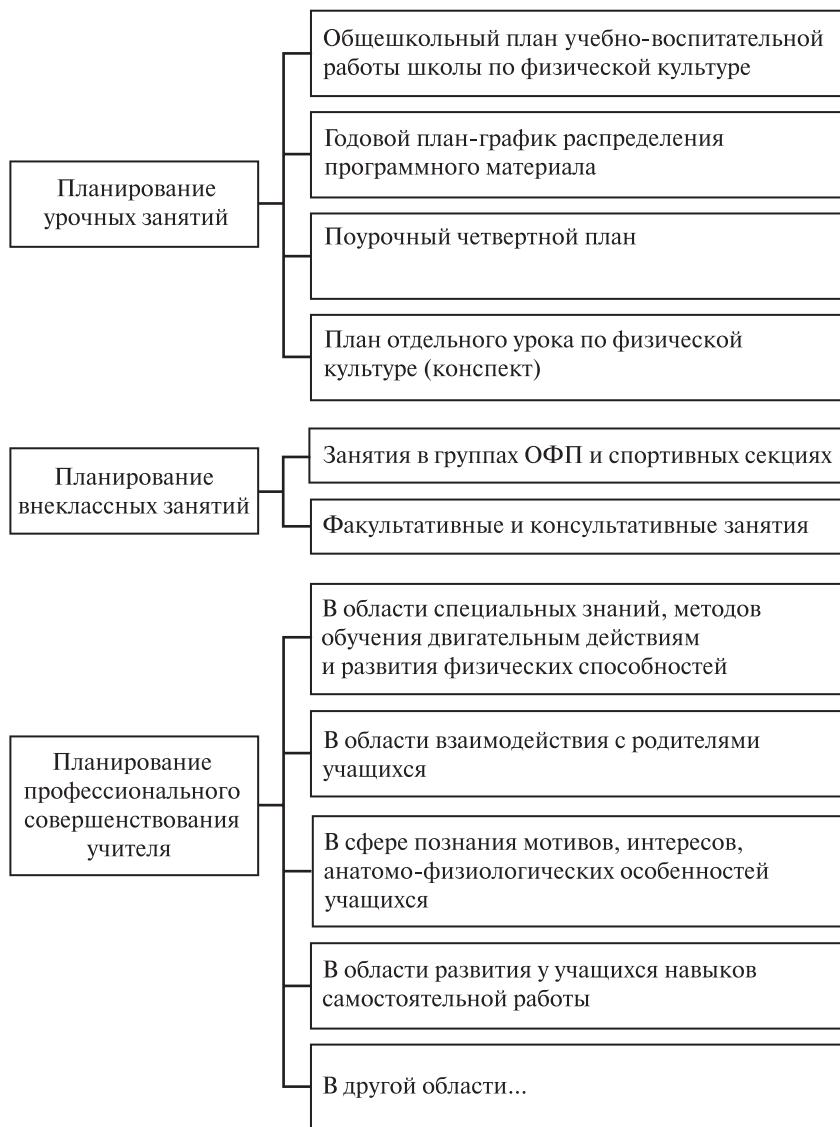 Планирование
урочных занятий
Общешкольный план учебно-воспитательной
работы школы по физической культуре
Годовой план-график распределения
программного материала
Поурочный четвертной план
План отдельного урока по физической
культуре (конспект)
Планирование
внеклассных занятий
Занятия в группах ОФП и спортивных секциях
Факультативные и консультативные занятия
Планирование
профессионального
совершенствования
учителя
В области специальных знаний, методов
обучения двигательным действиям
и развития физических способностей
В области взаимодействия с родителями
учащихся
В сфере познания мотивов, интересов,
анатомо-физиологических особенностей
учащихся
В области развития у учащихся навыков
самостоятельной работы
В другой области...